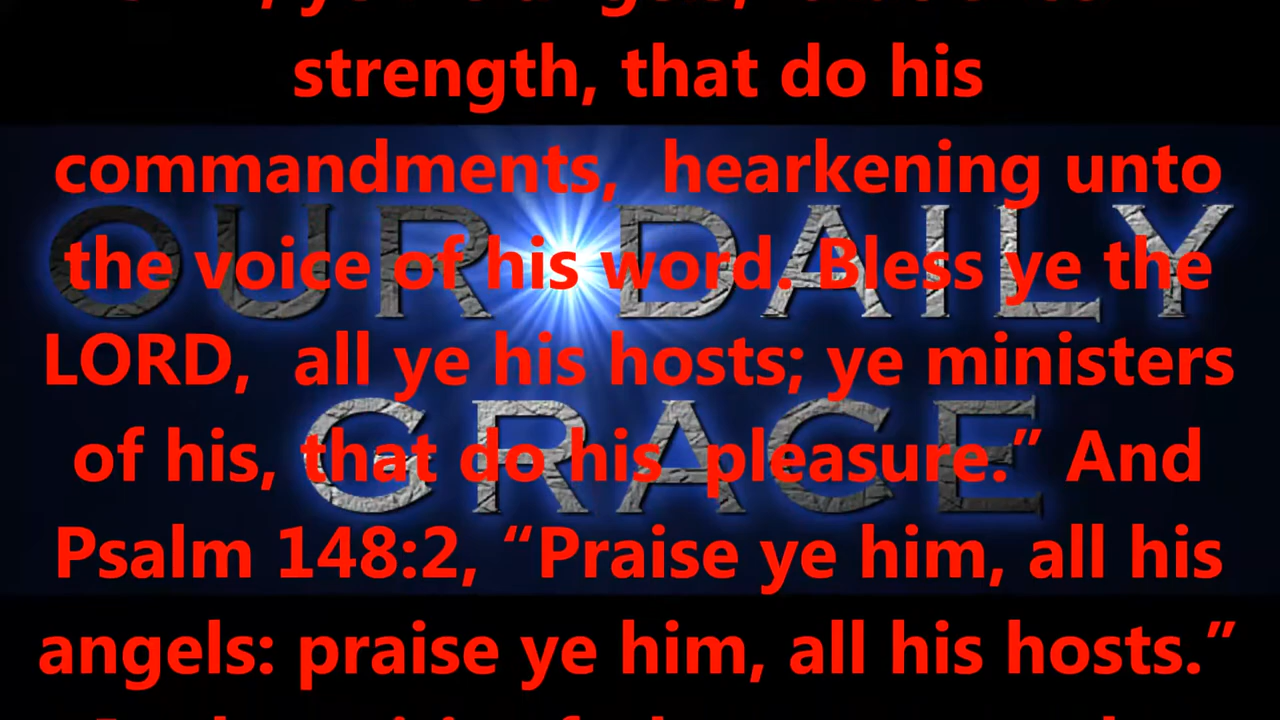 strength, that do his
commandments, hearkening unto
OUR DAILY
the voice of his word. Bless ye the
LORD, all ye his hosts; ye ministers
GRACE
of his, that do his pleasure.” And
Psalm 148:2, “Praise ye him, all his
angels: praise ye him, all his hosts.”